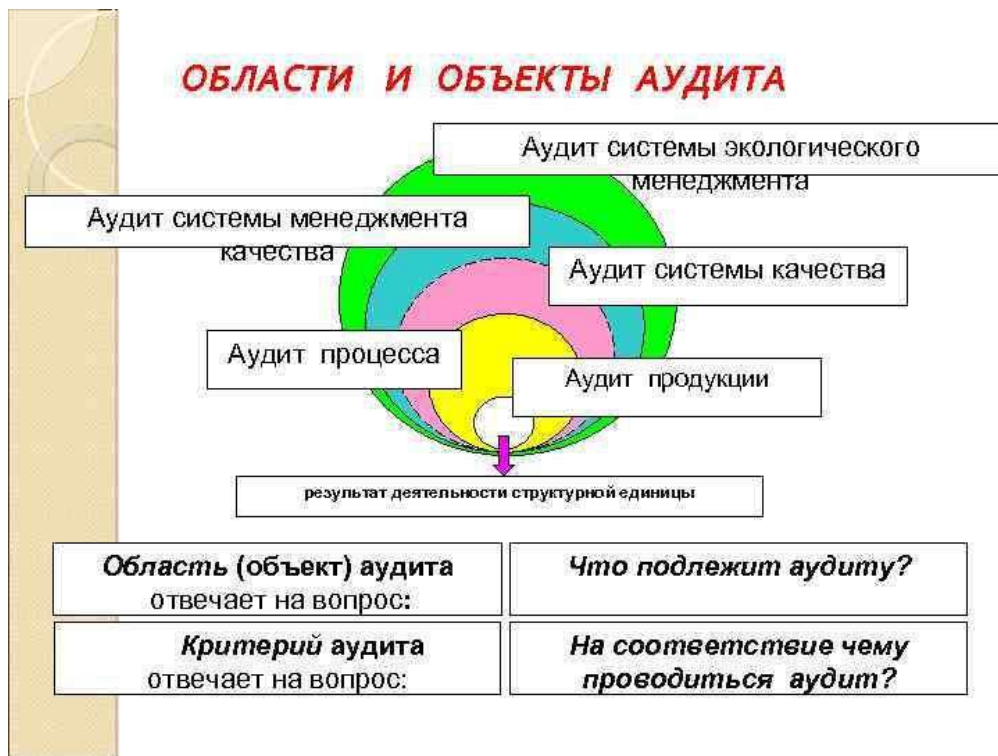 ОБЛАСТИ И ОБЪЕКТЫ АУДИТА
Аудит системы экологического
менеджмента
Аудит системы менеджмента
качества
Аудит системы качества
Аудит процесса
Аудит продукции
результат деятельности структурной единицы
Область (объект) аудита
отвечает на вопрос:
Что подлежит аудиту?
Критерий аудита
отвечает на вопрос:
На соответствие чему
проводиться аудит?